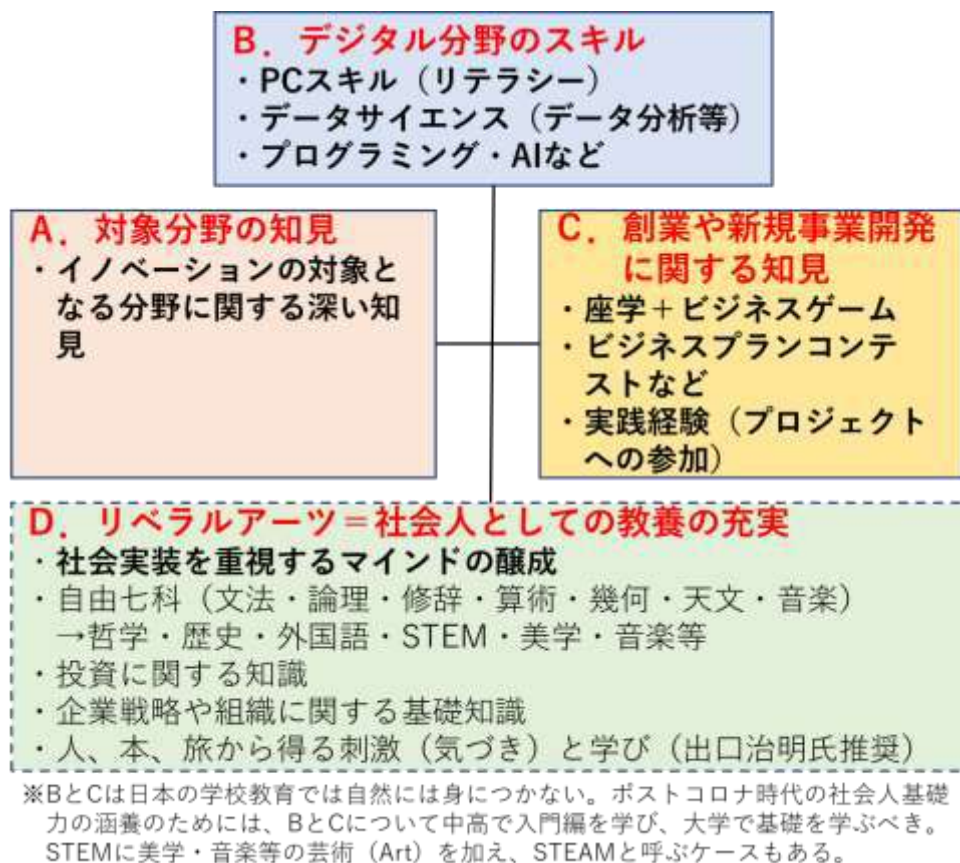 B．デジタル分野のスキル
・PCスキル（リテラシー）
・データサイエンス（データ分析等）
・プログラミング・AIなど
A．対象分野の知見
・イノベーションの対象と
なる分野に関する深い知
見
C．創業や新規事業開発
に関する知見
・座学＋ビジネスゲーム
・ビジネスプランコンテ
ストなど
・実践経験（プロジェクト
への参加）
D．リベラルアーツ＝社会人としての教養の充実
・社会実装を重視するマインドの醸成
・自由七科（文法・論理・修辞・算術・幾何・天文・音楽）
→哲学・歴史・外国語・STEM・美学・音楽等
・投資に関する知識
・企業戦略や組織に関する基礎知識
・人、本、旅から得る刺激（気づき）と学び（出口治明氏推奨）
※BとCは日本の学校教育では自然には身につかない。ポストコロナ時代の社会人基礎
力の涵養のためには、BとCについて中高で入門編を学び、大学で基礎を学ぶべき。
STEMに美学・音楽等の芸術（Art）を加え、STEAMと呼ぶケースもある。